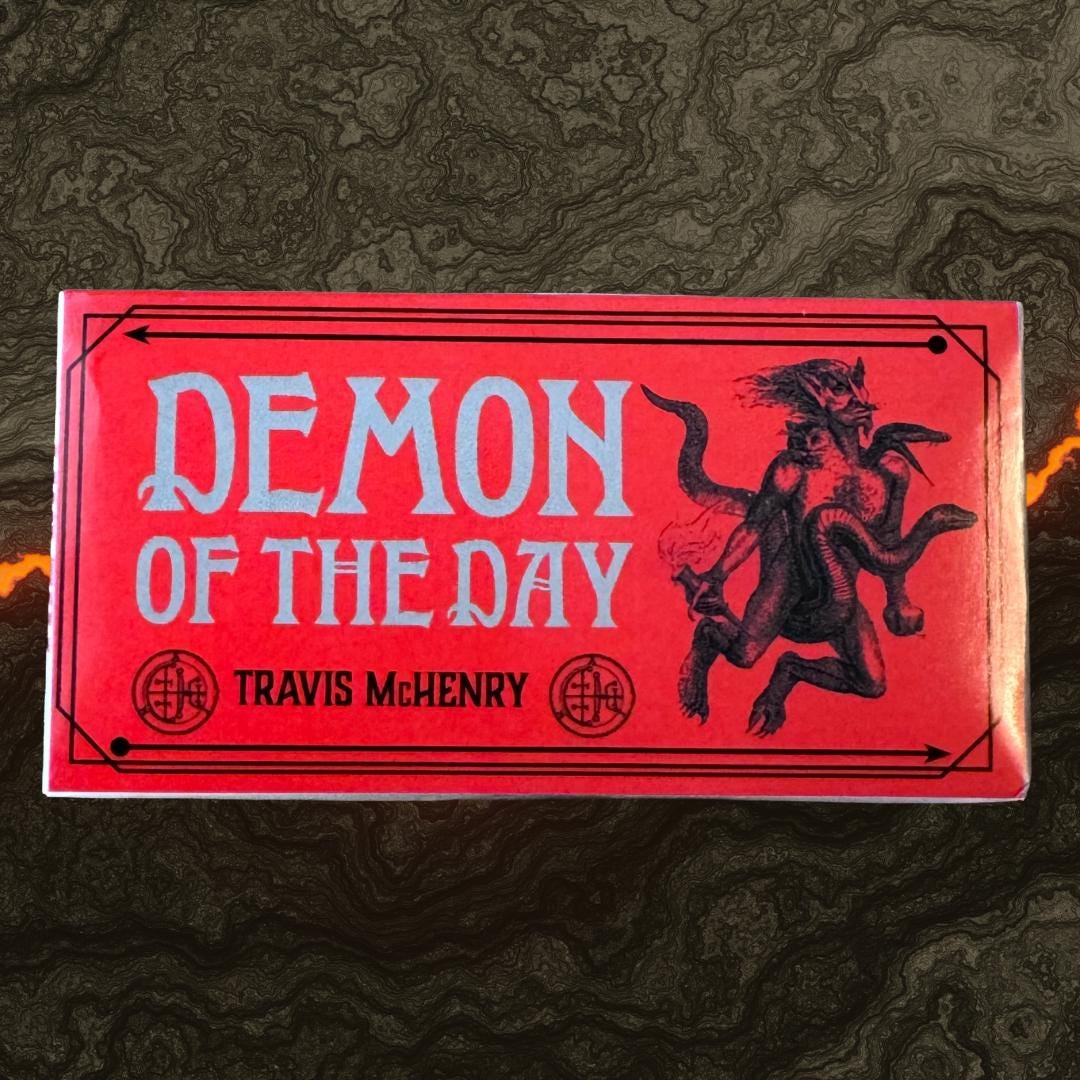 DEMON
OF THE DAY
TRAVIS McHENRY